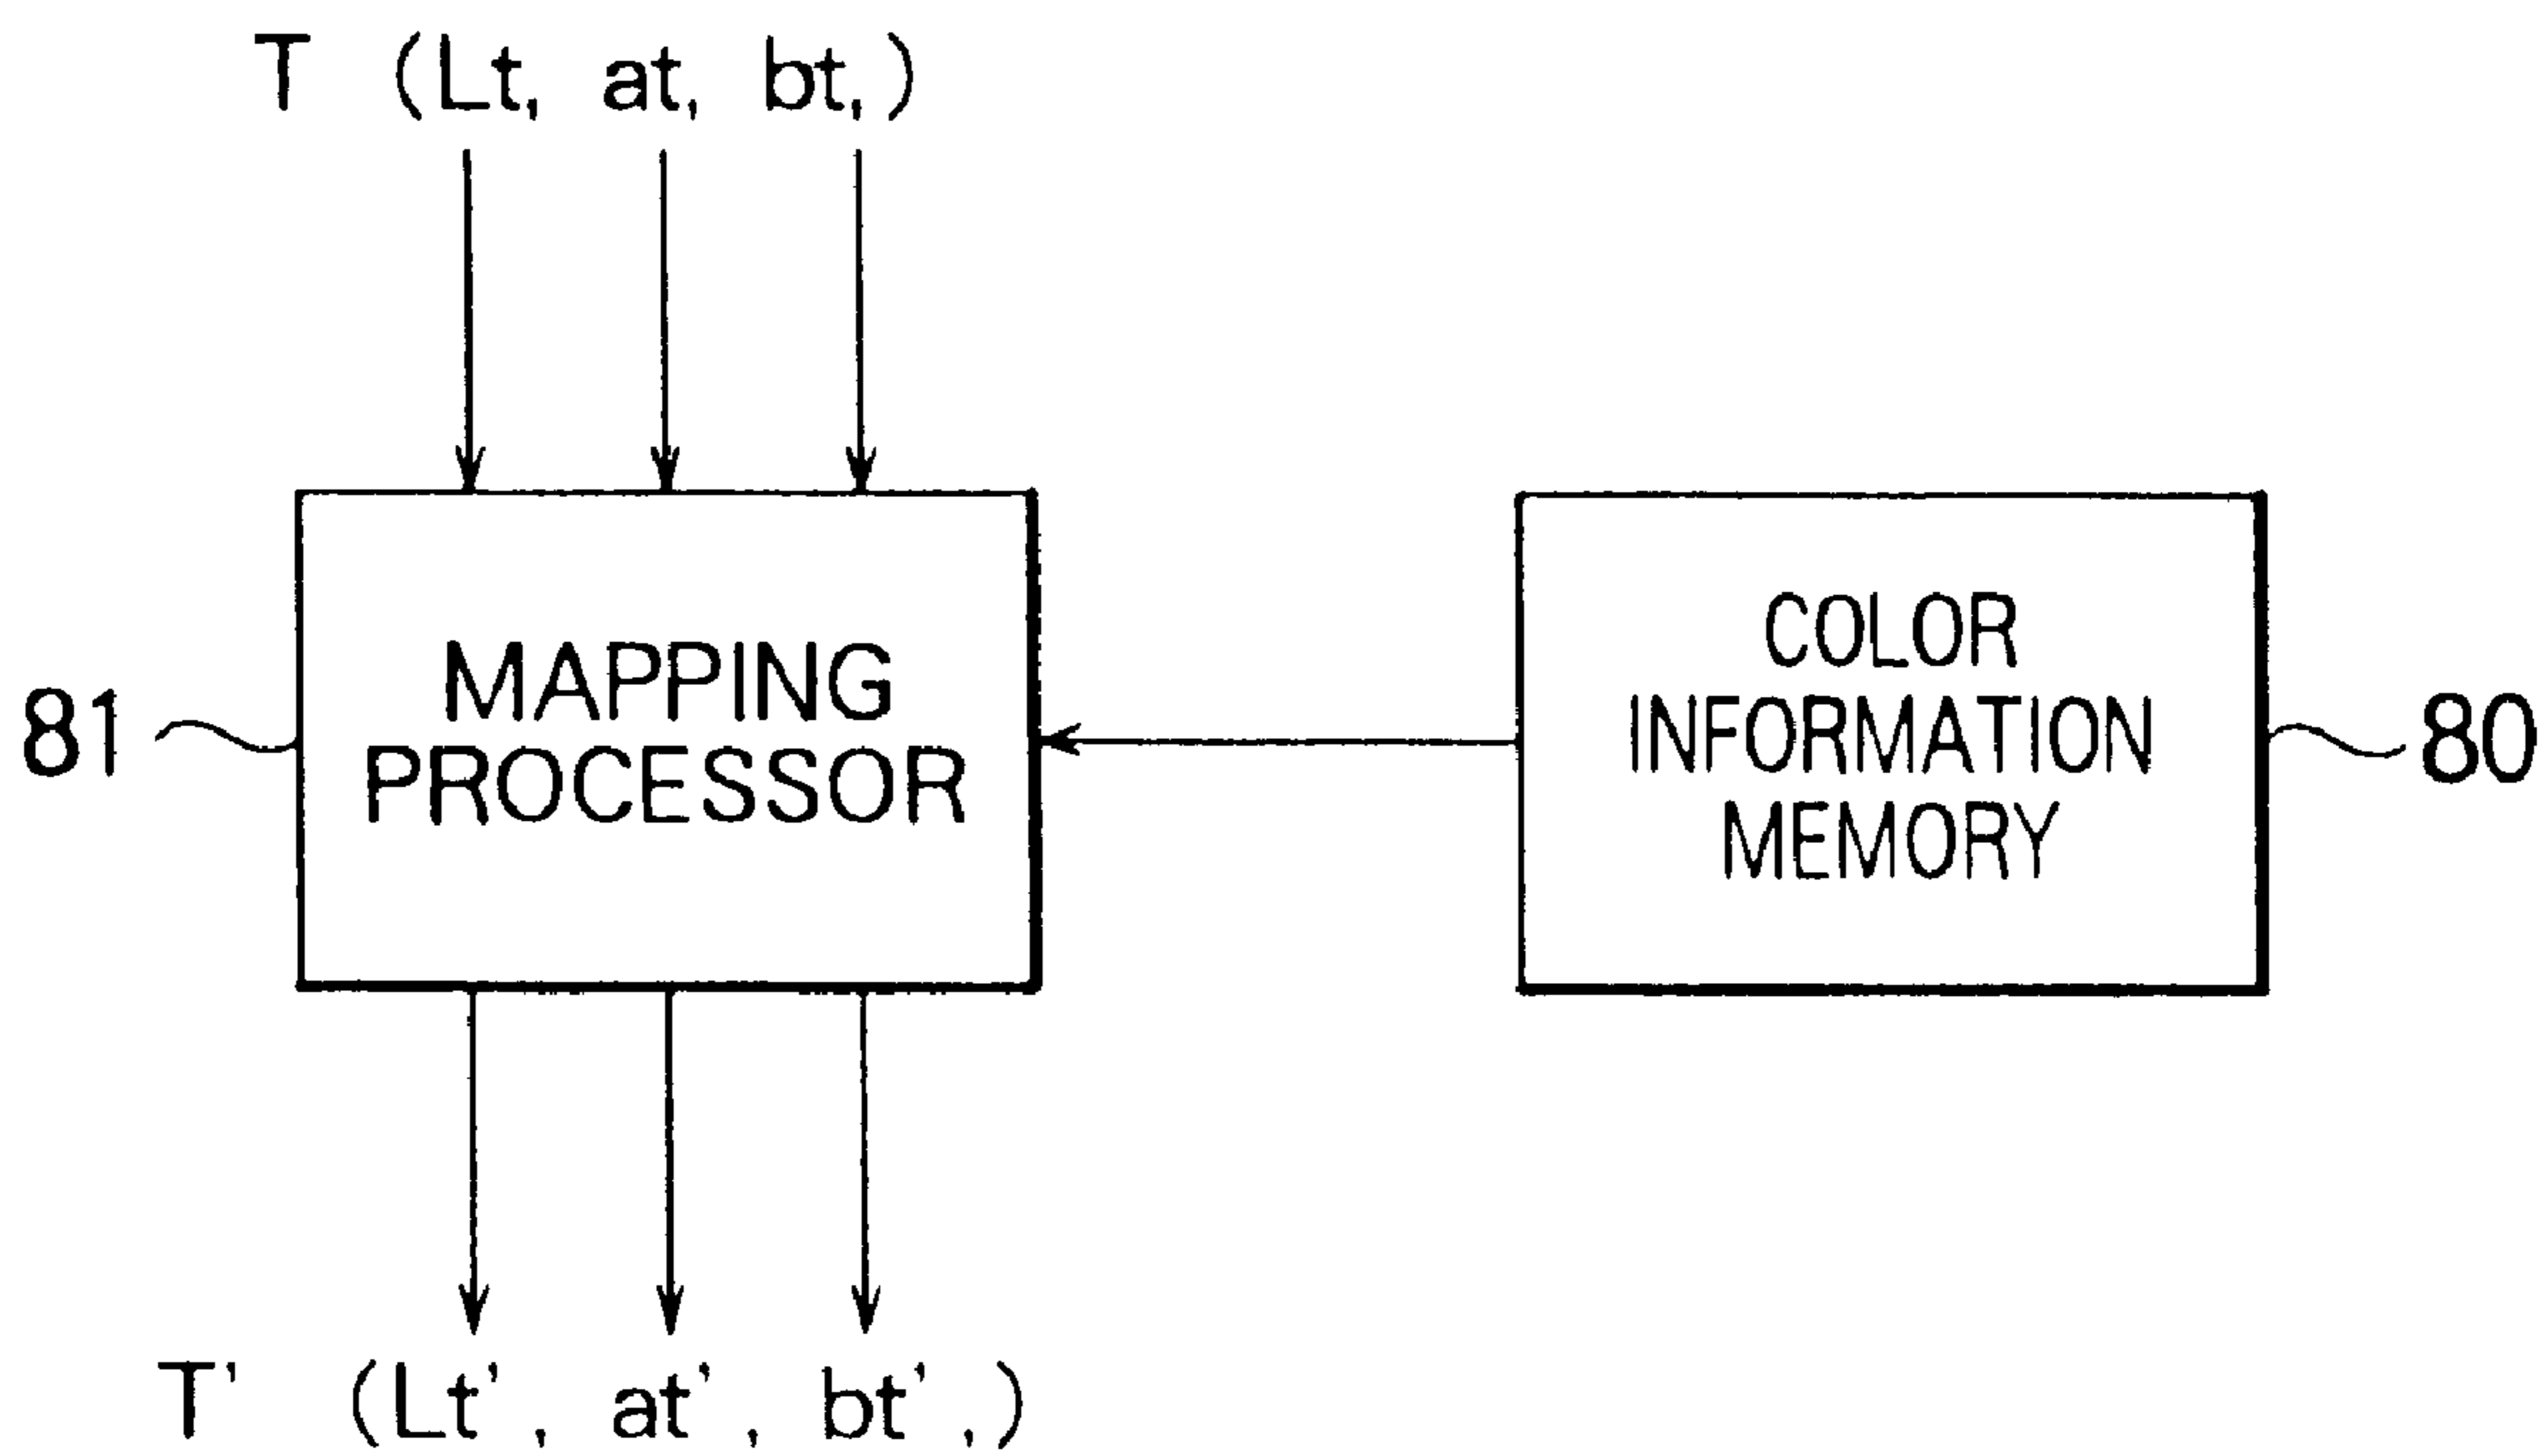 T (Lt, at, bt,)
MAPPING
PROCESSOR
81
COLOR
INFORMATION
MEMORY
80
T' (Lt', at', bt',)